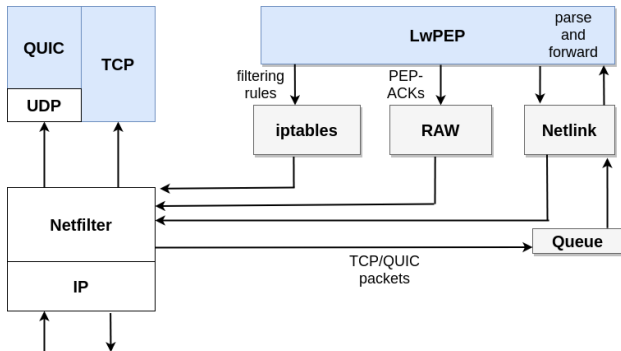 QUIC
TCP
UDP
LwPEP
parse
and
forward
filtering
rules
PEP-
ACKs
iptables
RAW
Netlink
Netfilter
Queue
TCP/QUIC
packets
IP